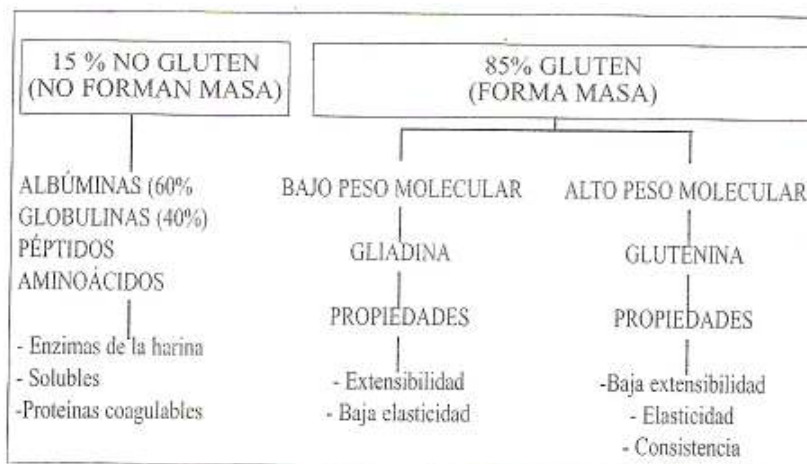 15 % NO GLUTEN
(NO FORMAN MASA)
ALBÚMINAS (60%
GLOBULINAS (40%)
PÉPTIDOS
AMINOÁCIDOS
- Enzimas de la harina
- Solubles
-Proteínas coagulables
85% GLUTEN
(FORMA MASA)
BAJO PESO MOLECULAR
GLIADINA
PROPIEDADES
- Extensibilidad
- Baja elasticidad
ALTO PESO MOLECULAR
GLUTENINA
PROPIEDADES
-Baja extensibilidad
- Elasticidad
- Consistencia